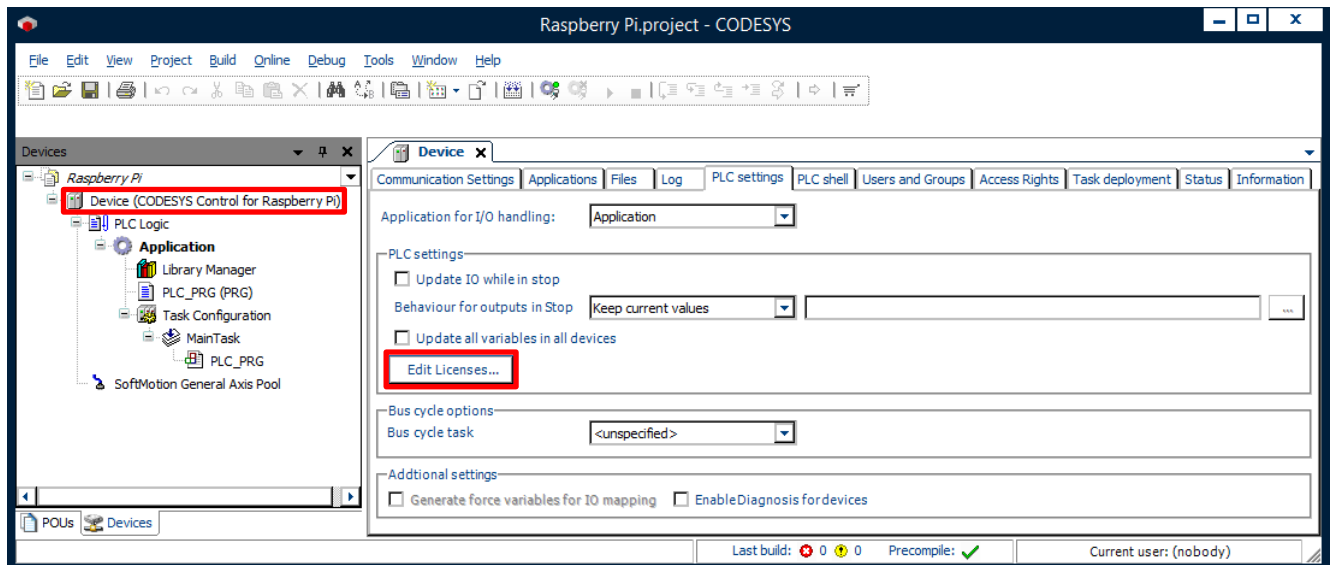 Raspberry Pi.project - CODESYS
File Edit View Project Build Online Debug Tools Window Help
Devices
Raspberry Pi
Device (CODESYS Control for Raspberry Pi)
PLC Logic
Application
Library Manager
PLC_PRG (PRG)
Task Configuration
MainTask
PLC_PRG
SoftMotion General Axis Pool
POUs Devices
Device
Communication Settings Applications Files Log PLC settings PLC shell Users and Groups Access Rights Task deployment Status Information
Application for I/O handling: Application
PLC settings
Update IO while in stop
Behaviour for outputs in Stop Keep current values ...
Update all variables in all devices
Edit Licenses...
Bus cycle options
Bus cycle task <unspecified>
Addtional settings
Generate force variables for IO mapping Enable Diagnosis for devices
Last build: 0 0 Precompile: Current user: (nobody)